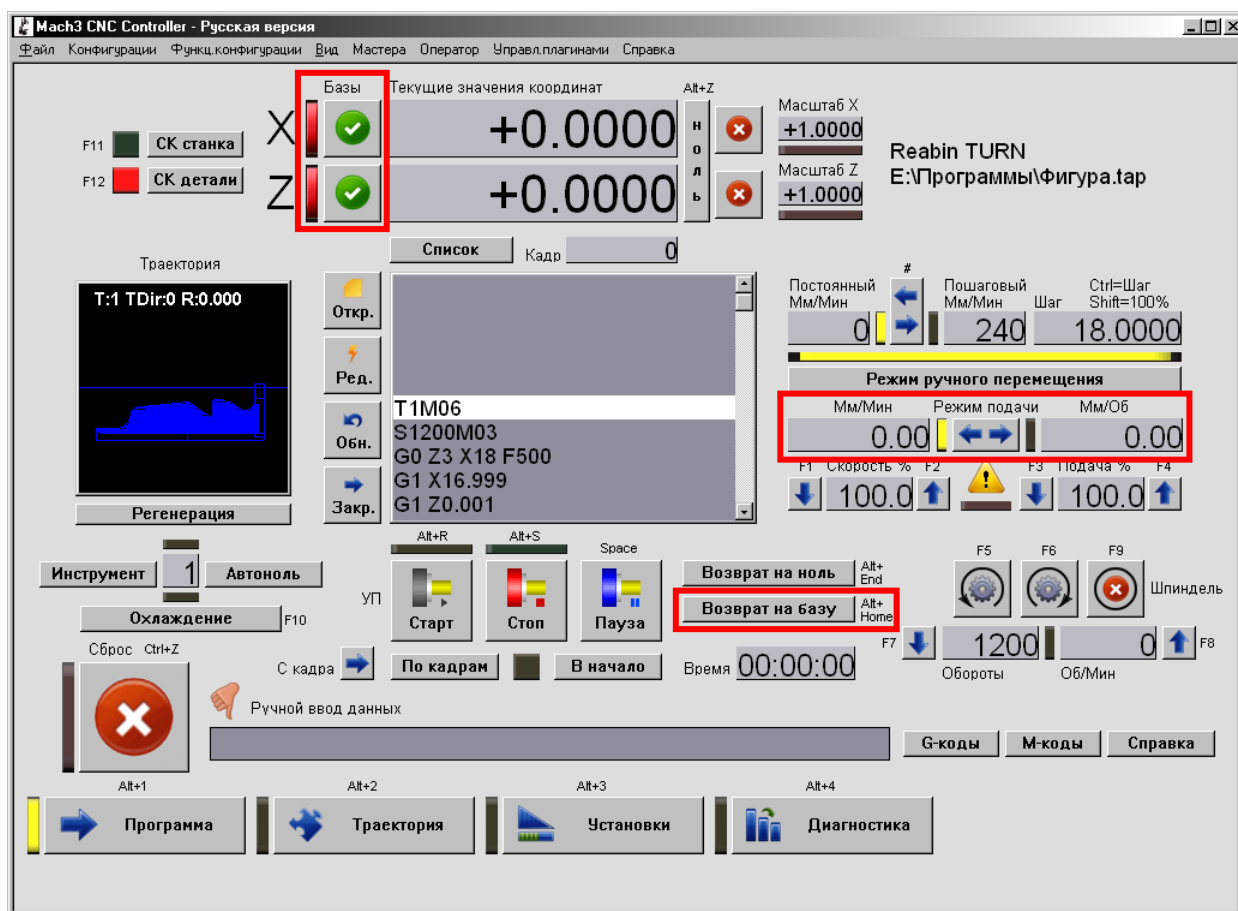 Mach3 CNC Controller - Русская версия
Файл Конфигурации Функц.конфигурации Вид Мастера Оператор Управл.плагинами Справка
Базы Текущие значения координат Alt+Z
X +0.0000 ноль Масштаб X +1.0000
F11 СК станка
F12 СК детали
Z +0.0000 Масштаб Z +1.0000
Reabin TURN
E:\Программы\Фигура.tap
Список Кадр 0
Траектория
T:1 TDir:0 R:0.000
Регенерация
Откр.
Ред.
Обн.
Закр.
T1M06
S1200M03
G0 Z3 X18 F500
G1 X16.999
G1 Z0.001
#
Постоянный Мм/Мин
Пошаговый Мм/Мин
Шаг
Ctrl=Шаг
Shift=100%
0 240 18.0000
Режим ручного перемещения
Мм/Мин Режим подачи Мм/Об
0.00 0.00
F1 Скорость % F2 F3 Подача % F4
100.0 100.0
Инструмент 1 Автоноль
Охлаждение F10
Alt+R Alt+S Space
УП Старт Стоп Пауза
С кадра По кадрам В начало
Возврат на ноль Alt+
End
Возврат на базу Alt+
Home
Время 00:00:00
F5 F6 F9
Шпиндель
F7 1200 0 F8
Обороты Об/Мин
Сброс Ctrl+Z
Ручной ввод данных
G-коды М-коды Справка
Alt+1 Alt+2 Alt+3 Alt+4
Программа Траектория Установки Диагностика